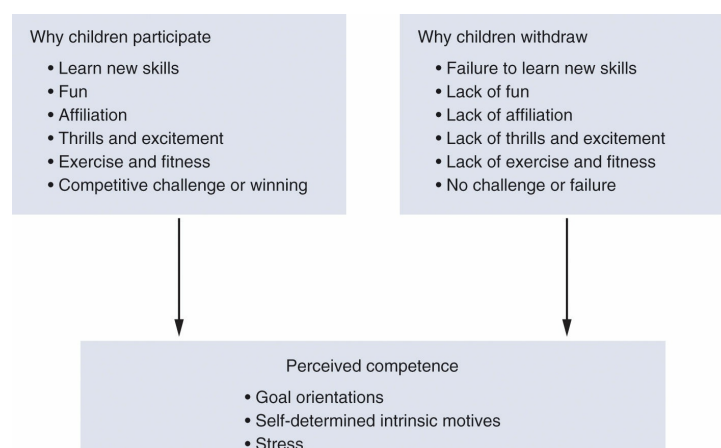 Why children participate
• Learn new skills
• Fun
• Affiliation
• Thrills and excitement
• Exercise and fitness
• Competitive challenge or winning
Why children withdraw
• Failure to learn new skills
• Lack of fun
• Lack of affiliation
• Lack of thrills and excitement
• Lack of exercise and fitness
• No challenge or failure
Perceived competence
• Goal orientations
• Self-determined intrinsic motives
• Stress